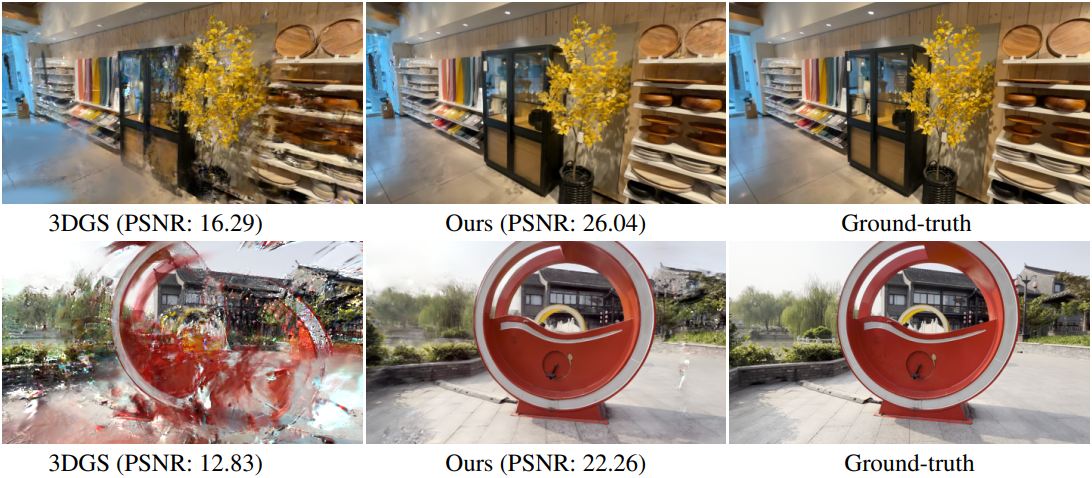 3DGS (PSNR: 16.29)
Ours (PSNR: 26.04)
Ground-truth
3DGS (PSNR: 12.83)
Ours (PSNR: 22.26)
Ground-truth